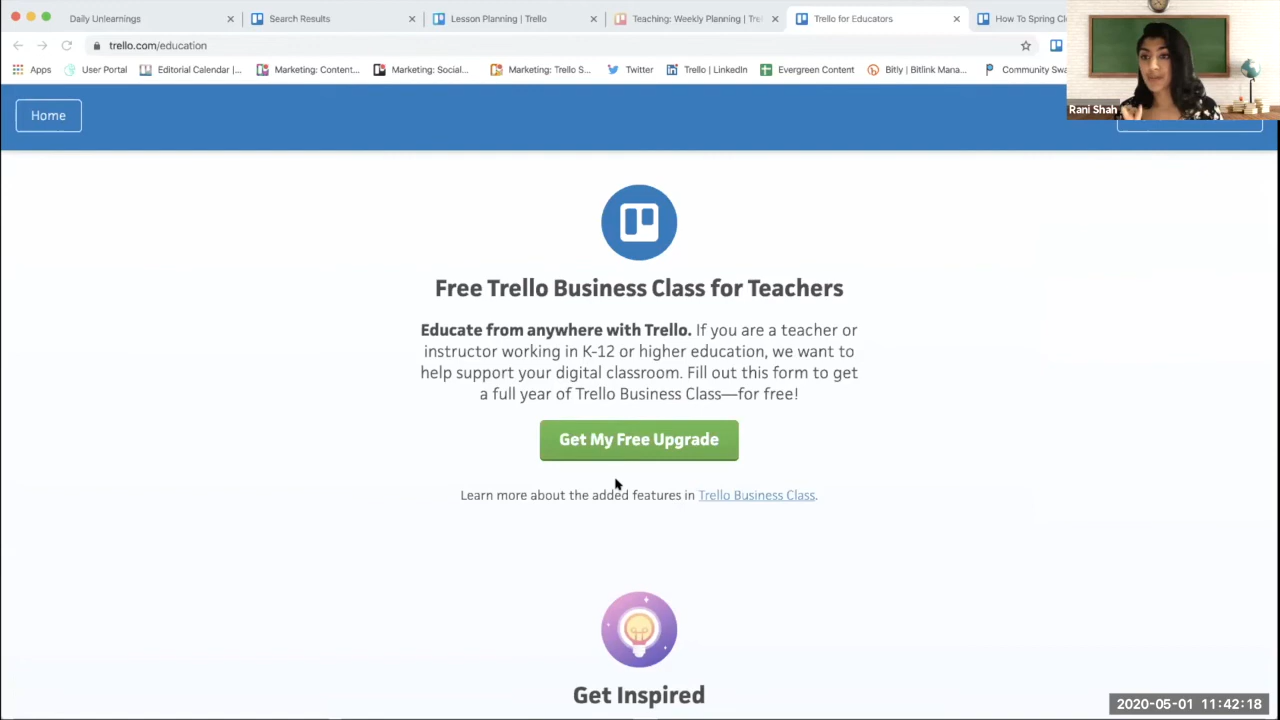 Daily Unlearnings
Search Results
Lesson Planning | Trello
Teaching: Weekly Planning | Tre
Trello for Educators
How To Spring Cl
trello.com/education
Apps
User Portal
Editorial Calendar |...
Marketing: Content...
Marketing: Social...
Marketing: Trello S...
Twitter
Trello | LinkedIn
Evergreen Content
Bitly | Bitlink Mana...
Community Swa
Rani Shah
Home
Free Trello Business Class for Teachers
Educate from anywhere with Trello. If you are a teacher or
instructor working in K-12 or higher education, we want to
help support your digital classroom. Fill out this form to get
a full year of Trello Business Class—for free!
Get My Free Upgrade
Learn more about the added features in Trello Business Class.
Get Inspired
2020-05-01 11:42:18